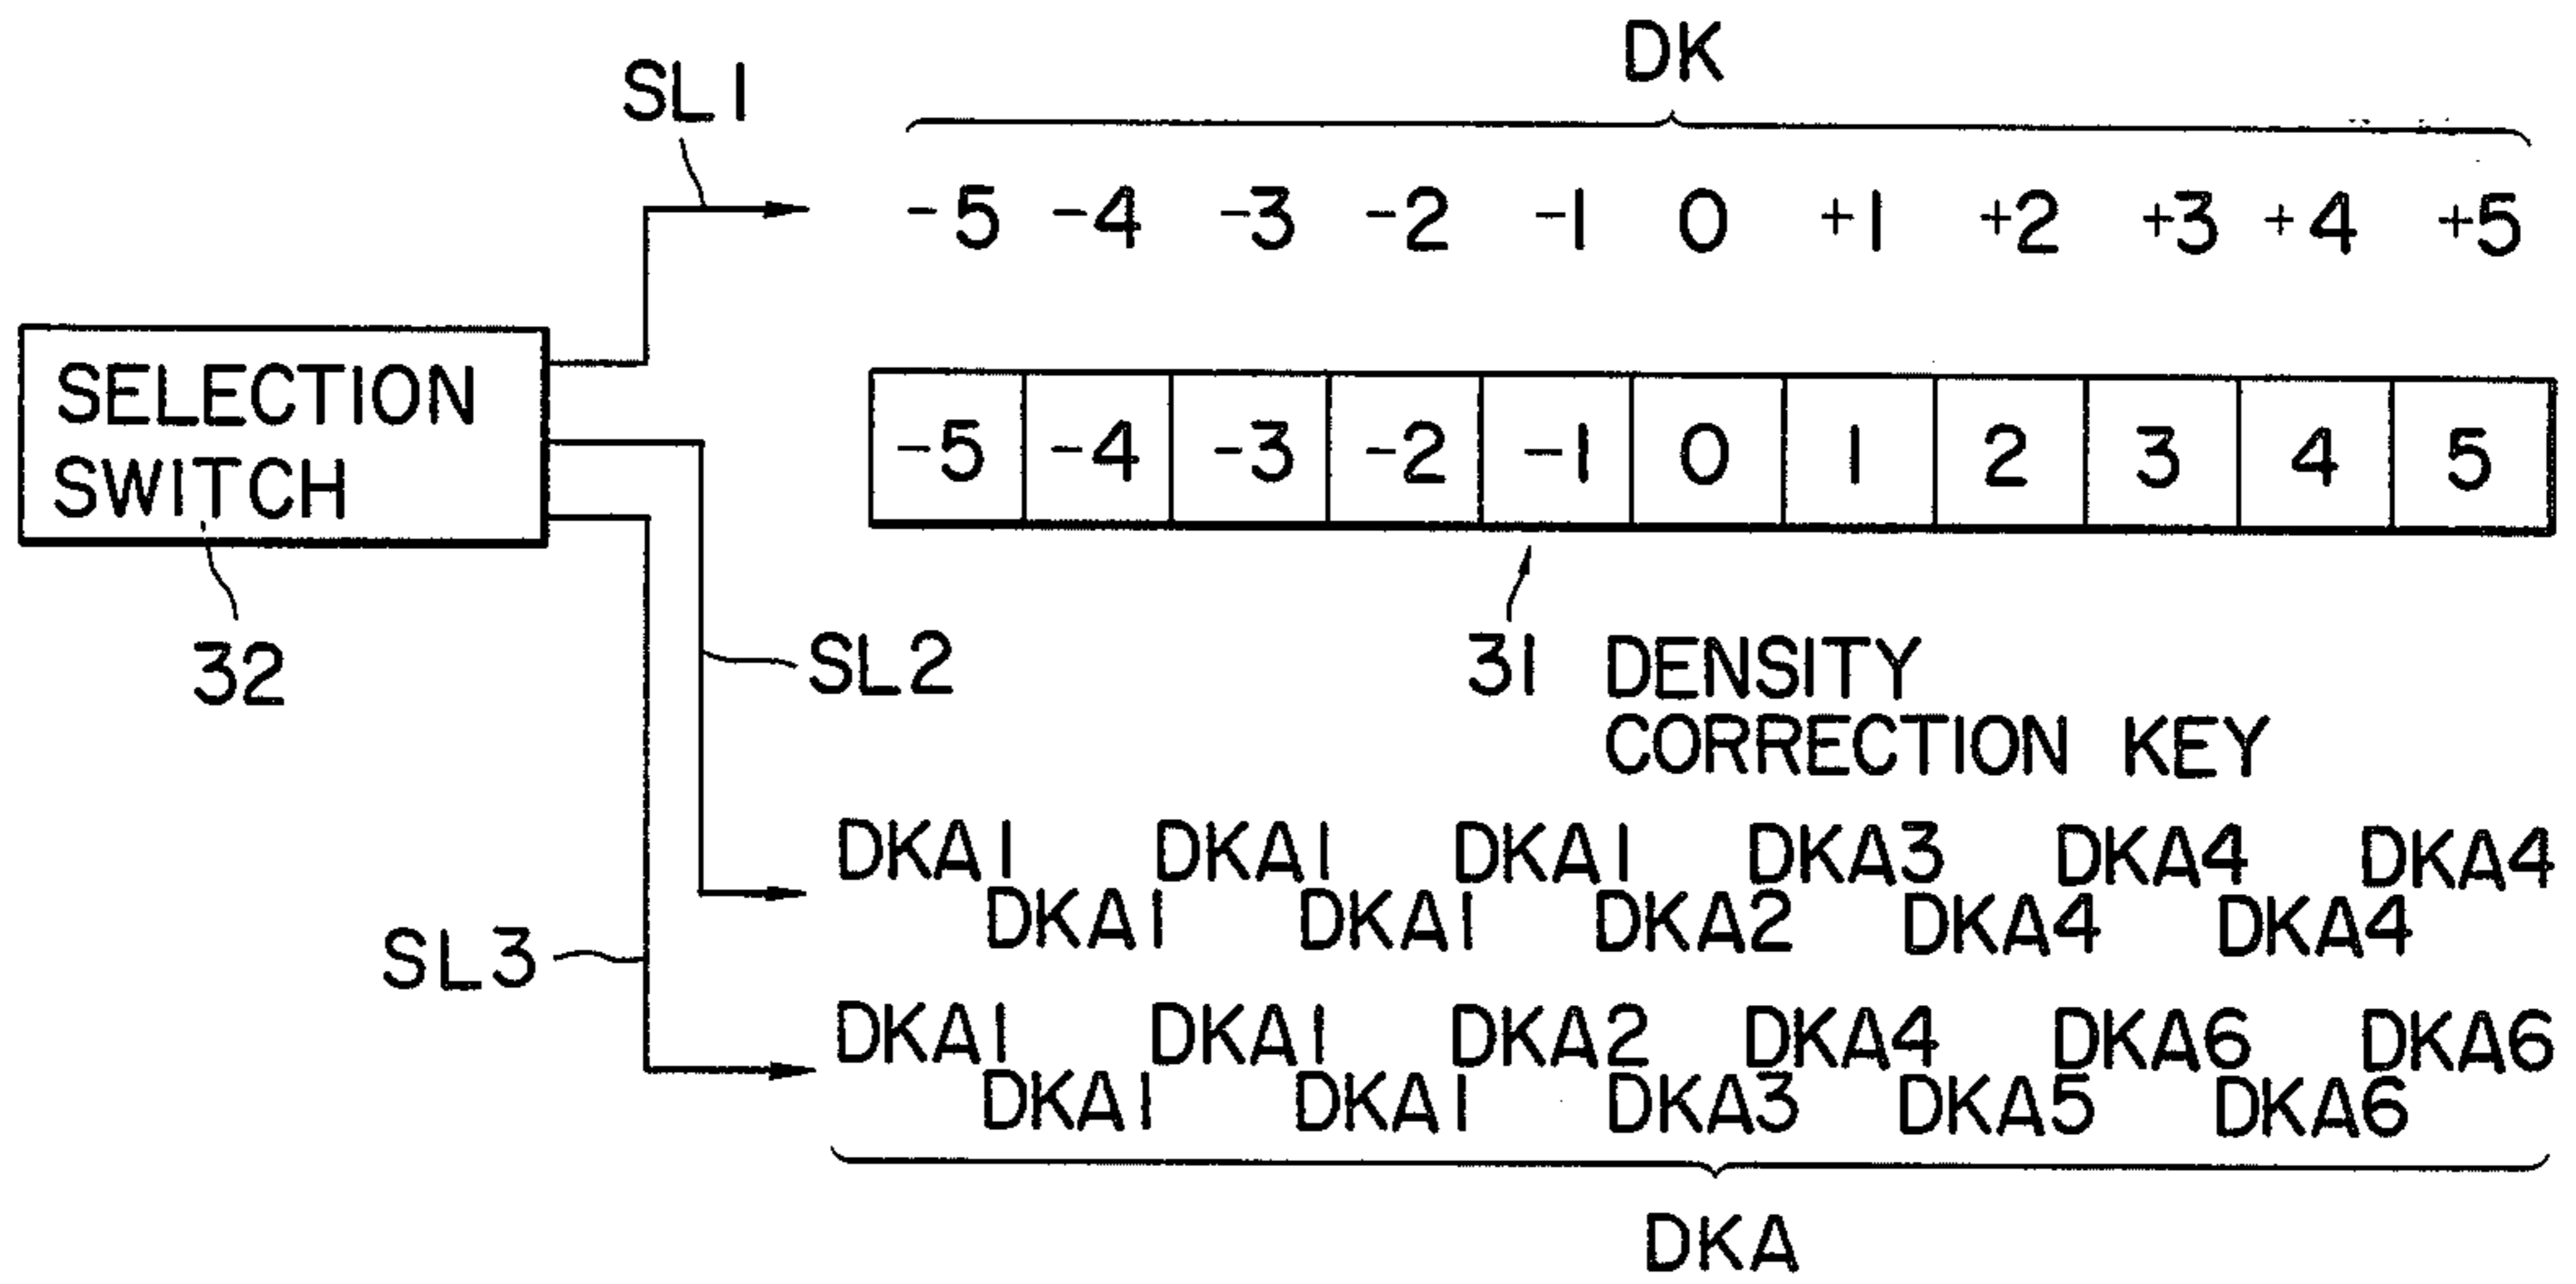 DK
SL1
-5 -4 -3 -2 -1 0 +1 +2 +3 +4 +5
SELECTION
SWITCH
-5 -4 -3 -2 -1 0 1 2 3 4 5
32
SL2
31 DENSITY
CORRECTION KEY
DKA1 DKA1 DKA1 DKA3 DKA4 DKA4
DKA1 DKA1 DKA2 DKA4 DKA4
SL3
DKA1 DKA1 DKA2 DKA4 DKA6 DKA6
DKA1 DKA1 DKA3 DKA5 DKA6
DKA